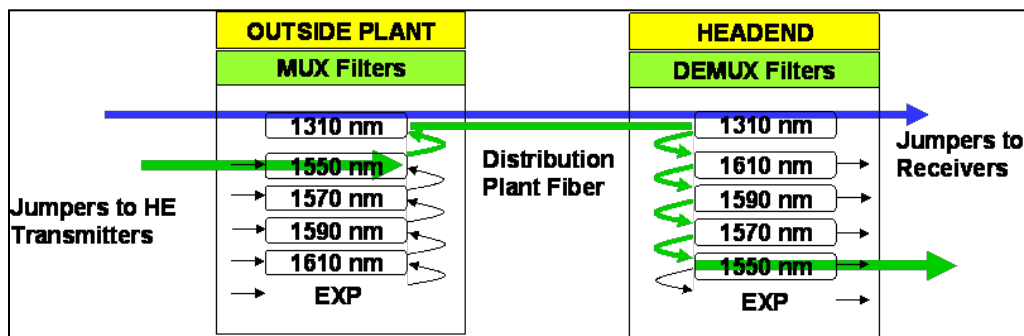 OUTSIDE PLANT
MUX Filters
1310 nm
1550 nm
1570 nm
1590 nm
1610 nm
EXP
Jumpers to HE
Transmitters
Distribution
Plant Fiber
HEADEND
DEMUX Filters
1310 nm
1610 nm
1590 nm
1570 nm
1550 nm
EXP
Jumpers to
Receivers